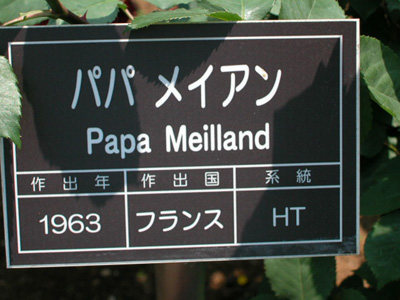 パパ メイアン
Papa Meilland
作出年 作出国 系統
1963 フランス HT